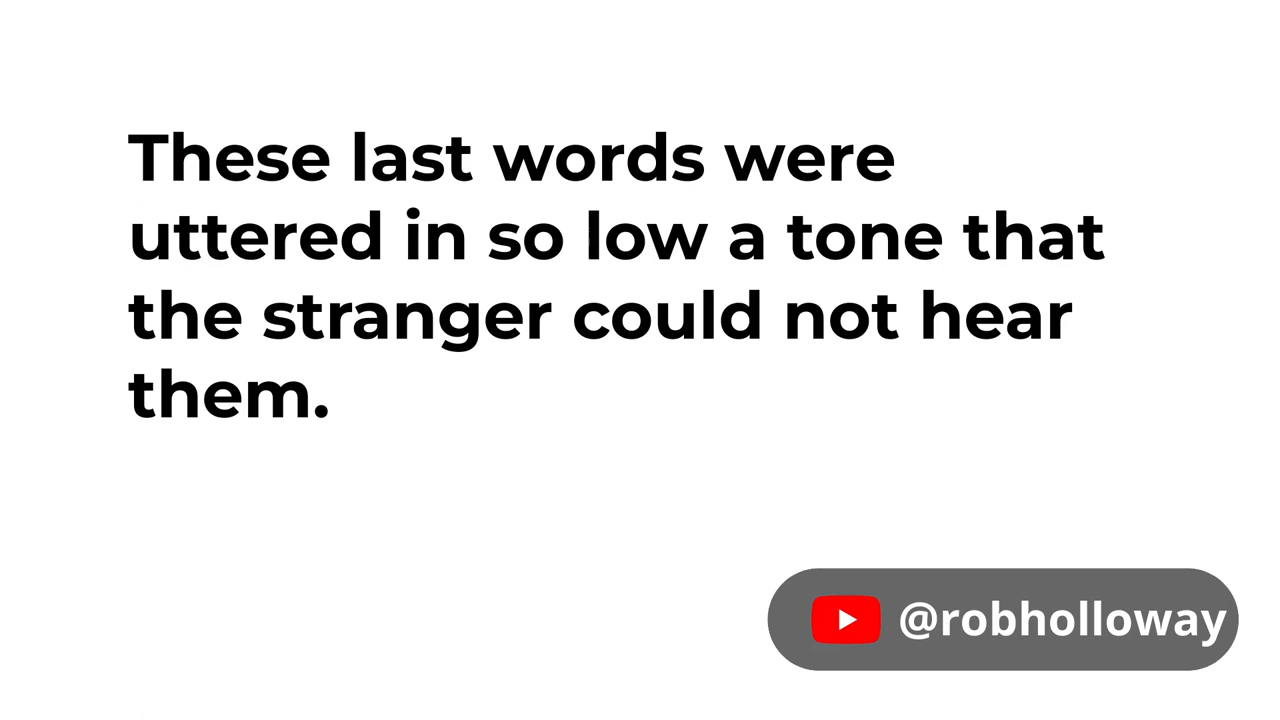 These last words were
uttered in so low a tone that
the stranger could not hear
them.
@robholloway